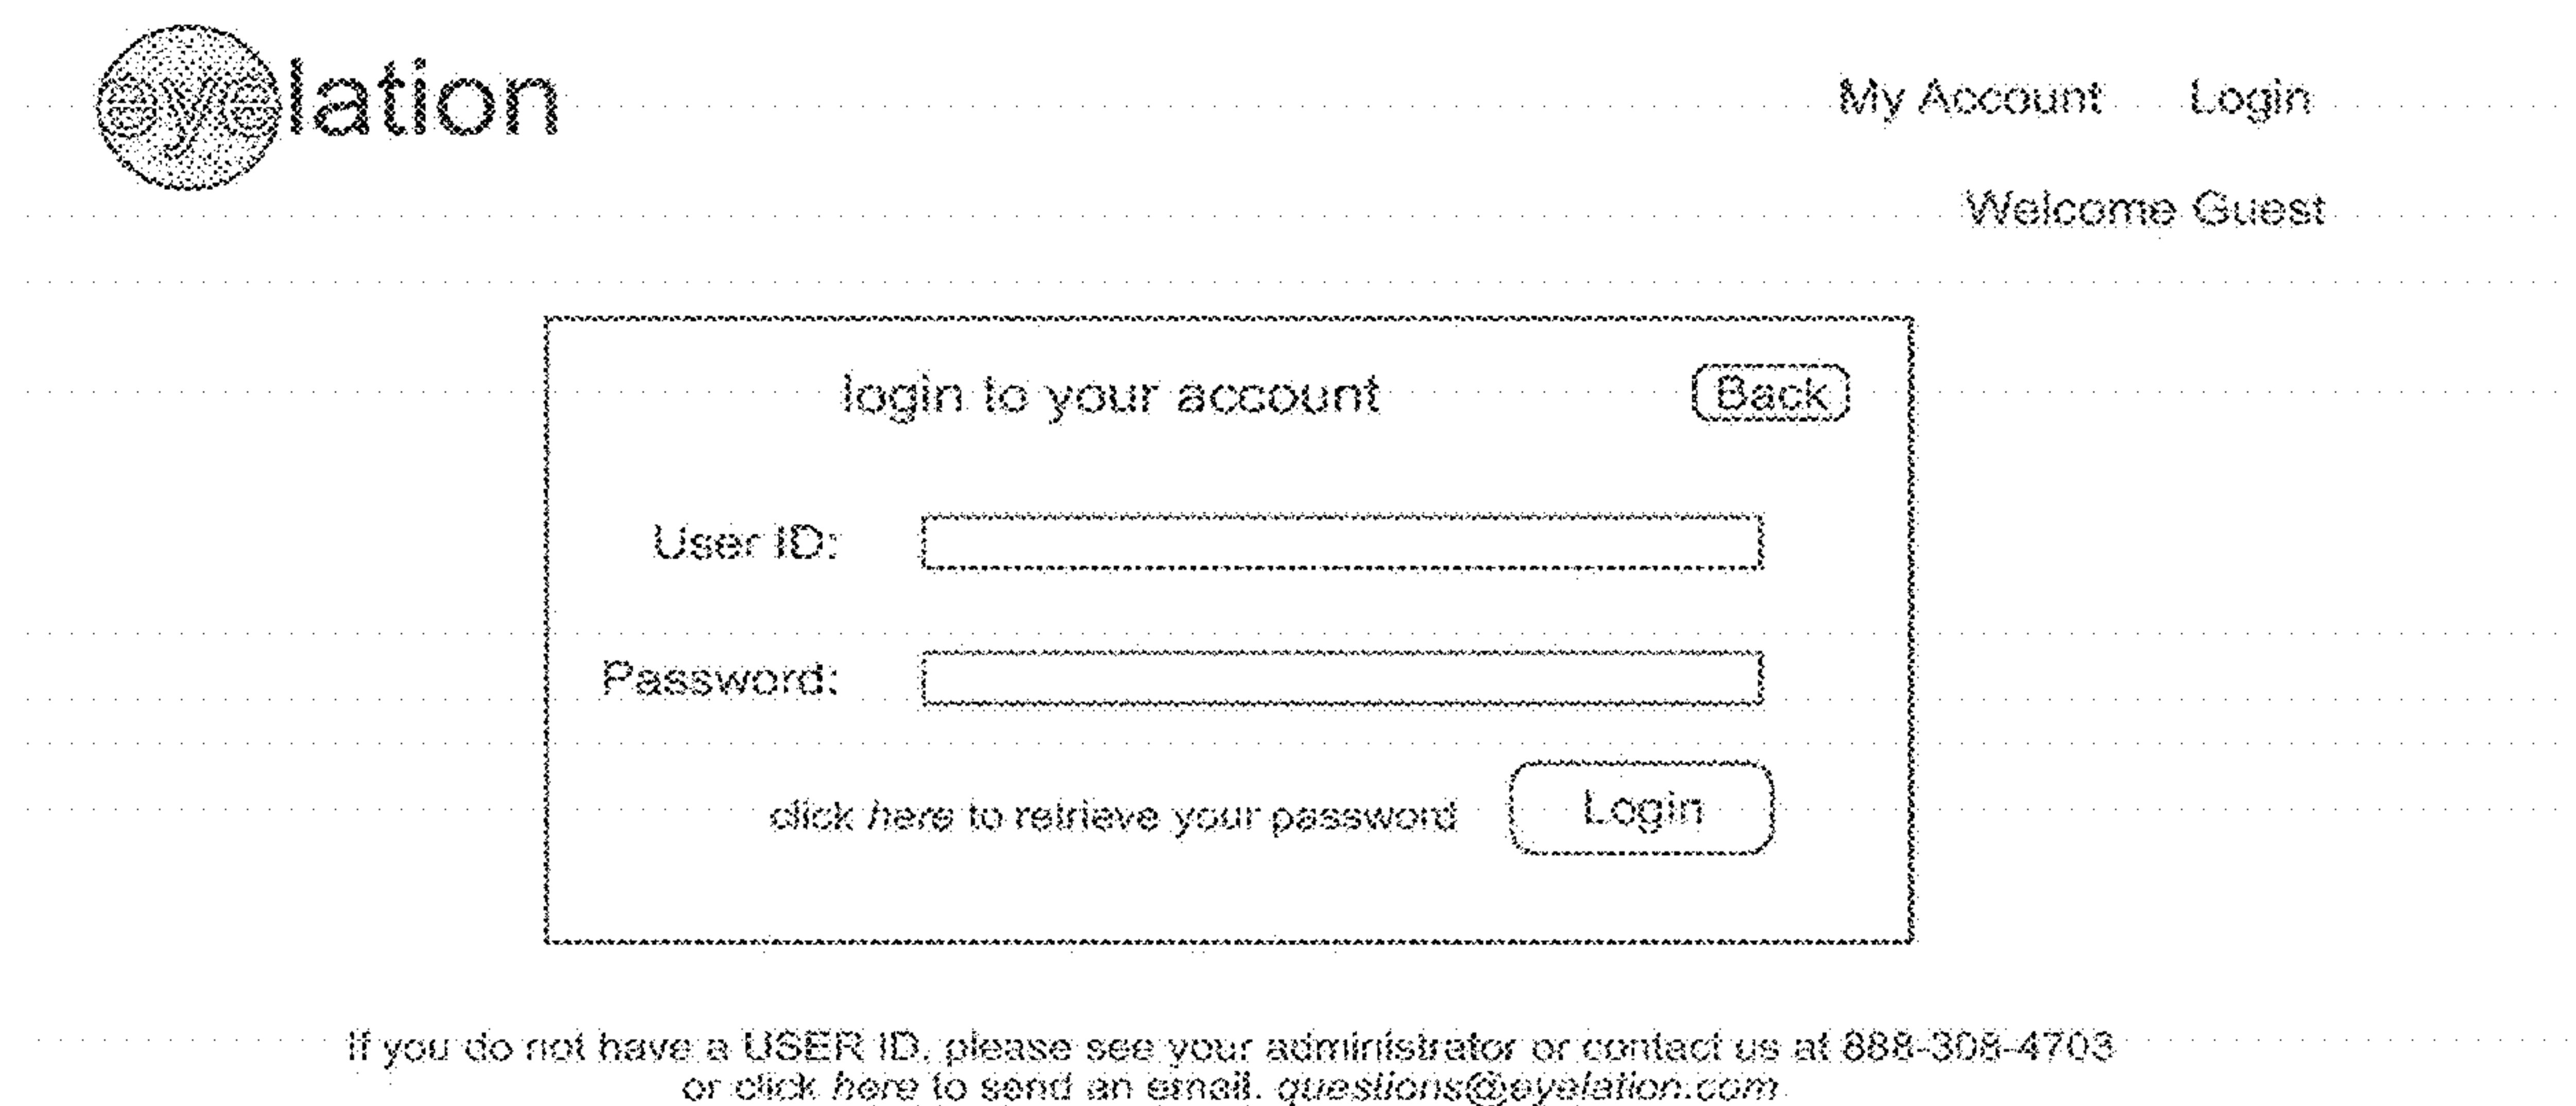 eyelation
My Account Login
Welcome Guest
login to your account Back
User ID:
Password:
click here to retrieve your password Login
If you do not have a USER ID, please see your administrator or contact us at 888-308-4703
or click here to send an email. questions@eyelation.com